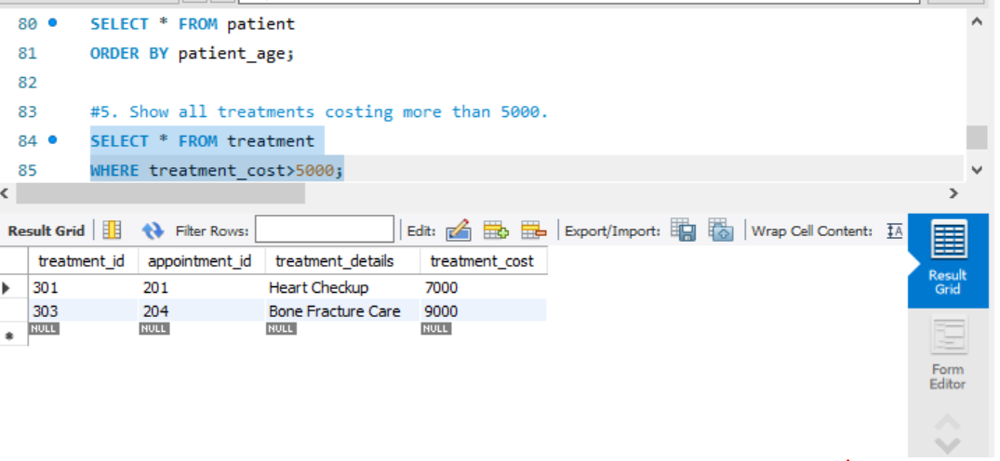 80 SELECT * FROM patient
81 ORDER BY patient_age;
82
83 #5. Show all treatments costing more than 5000.
84 SELECT * FROM treatment
85 WHERE treatment_cost>5000;
Result Grid Filter Rows: Edit: Export/Import: Wrap Cell Content: IA
treatment_id appointment_id treatment_details treatment_cost
301 201 Heart Checkup 7000
303 204 Bone Fracture Care 9000
NULL NULL NULL NULL
Result
Grid
Form
Editor